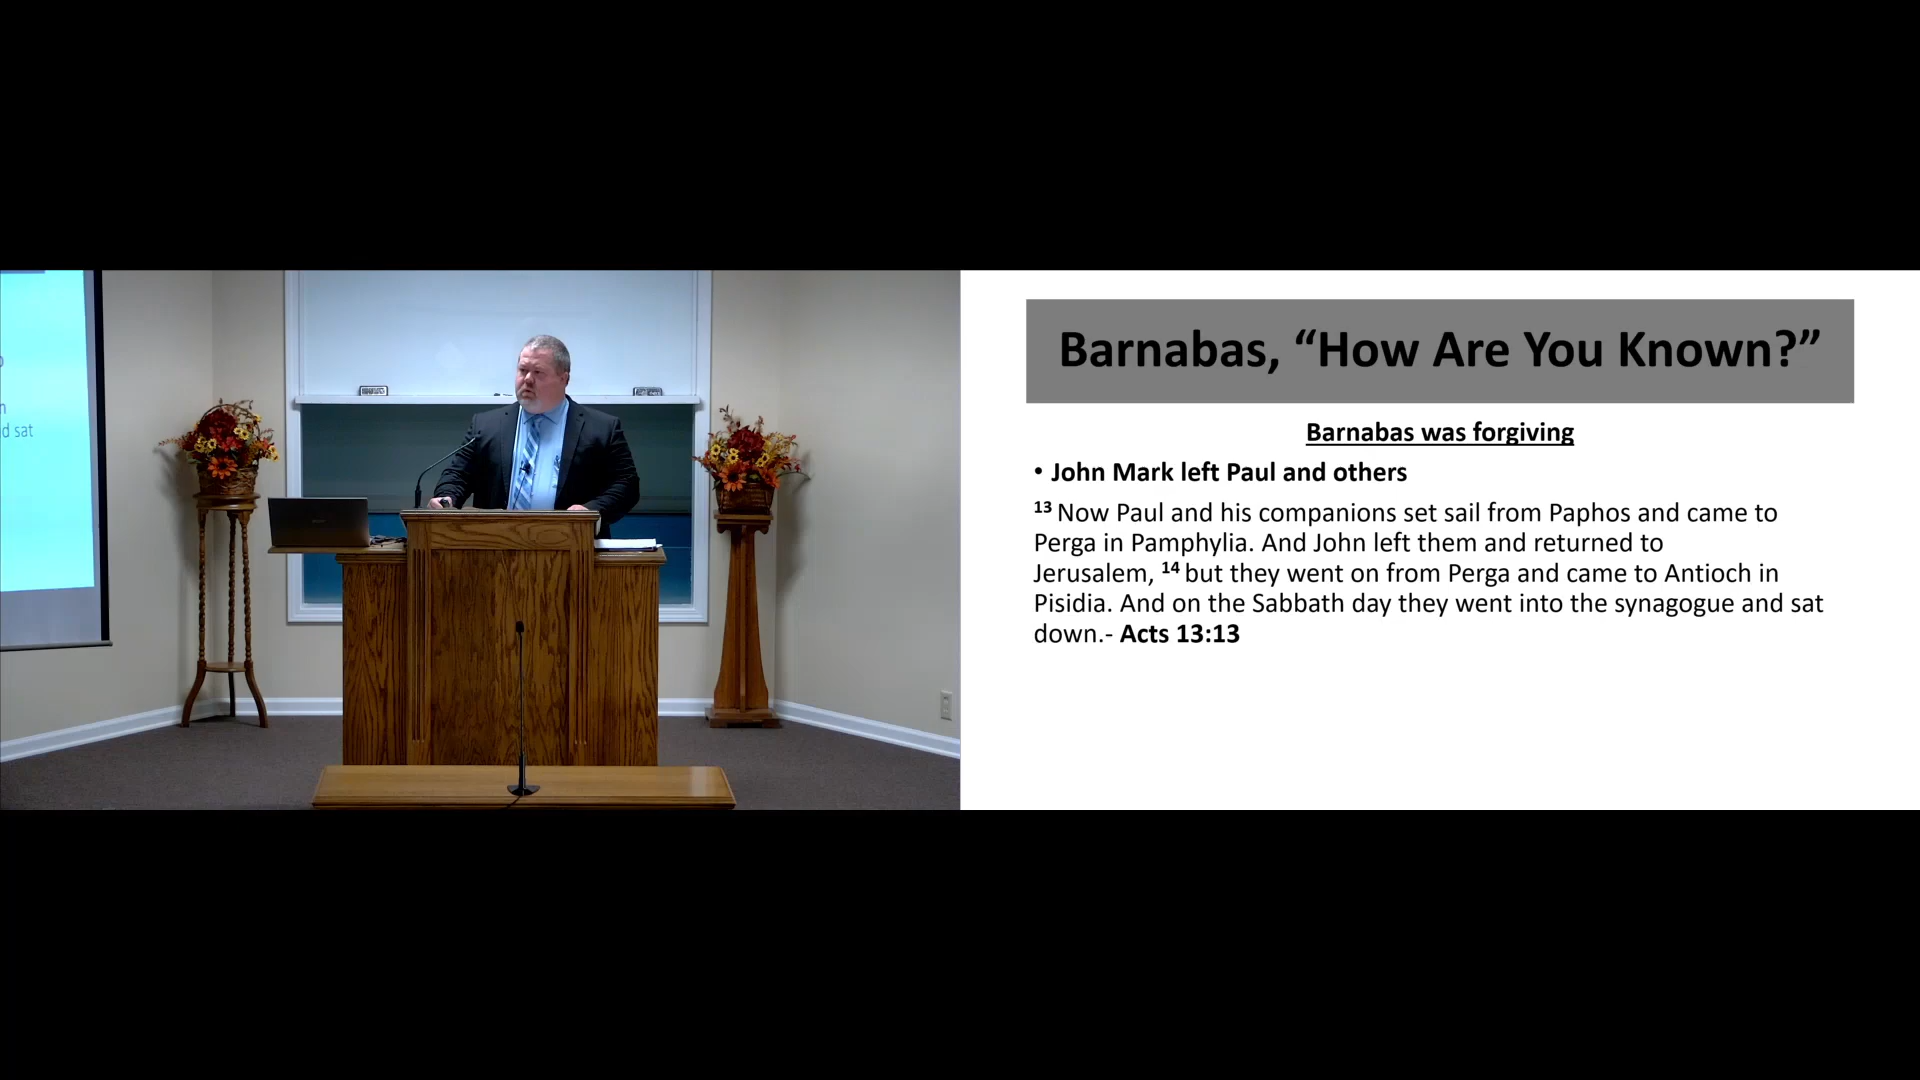 d sat
Barnabas, “How Are You Known?”
Barnabas was forgiving
• John Mark left Paul and others
13 Now Paul and his companions set sail from Paphos and came to
Perga in Pamphylia. And John left them and returned to
Jerusalem, 14 but they went on from Perga and came to Antioch in
Pisidia. And on the Sabbath day they went into the synagogue and sat
down.- Acts 13:13